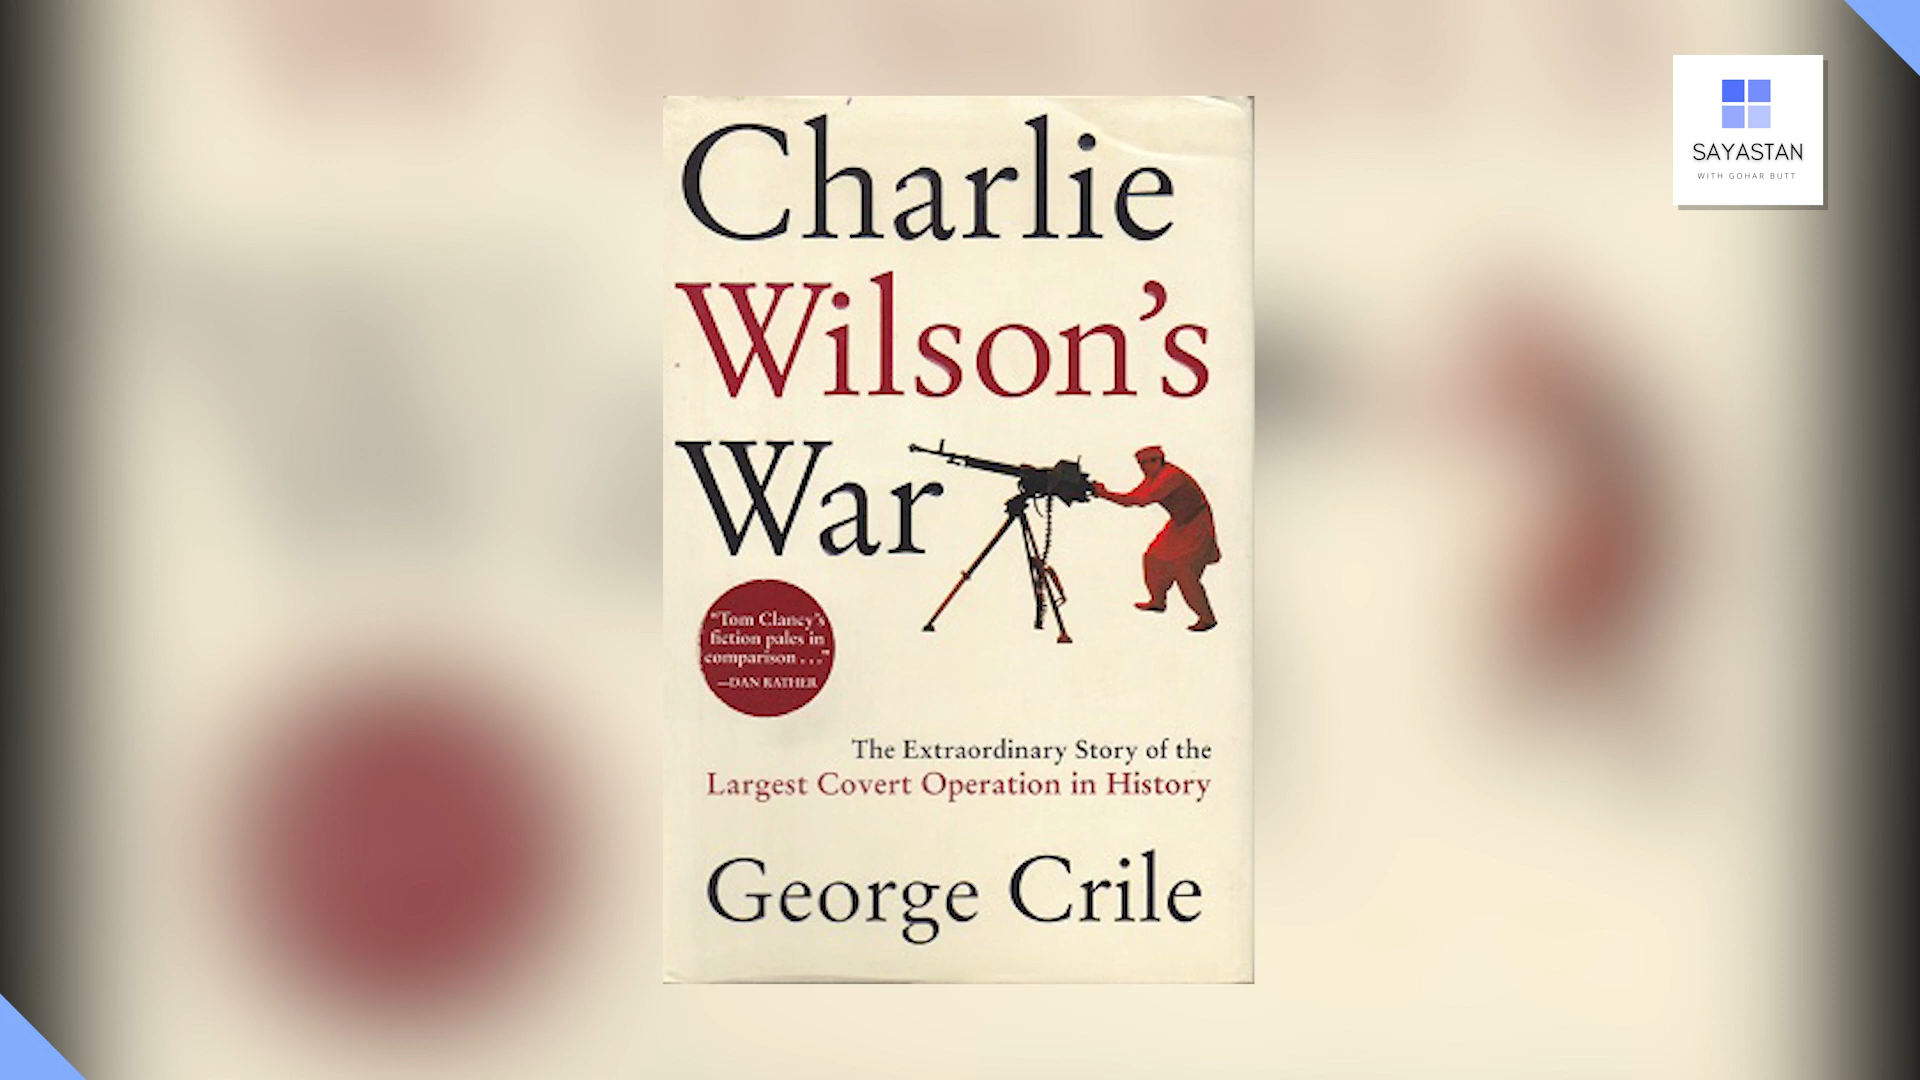 Charlie
Wilson's
War
"Tom Clancy's
fiction pales in
comparison . . ."
—DAN RATHER
The Extraordinary Story of the
Largest Covert Operation in History
George Crile
SAYASTAN
WITH GOHAR BUTT